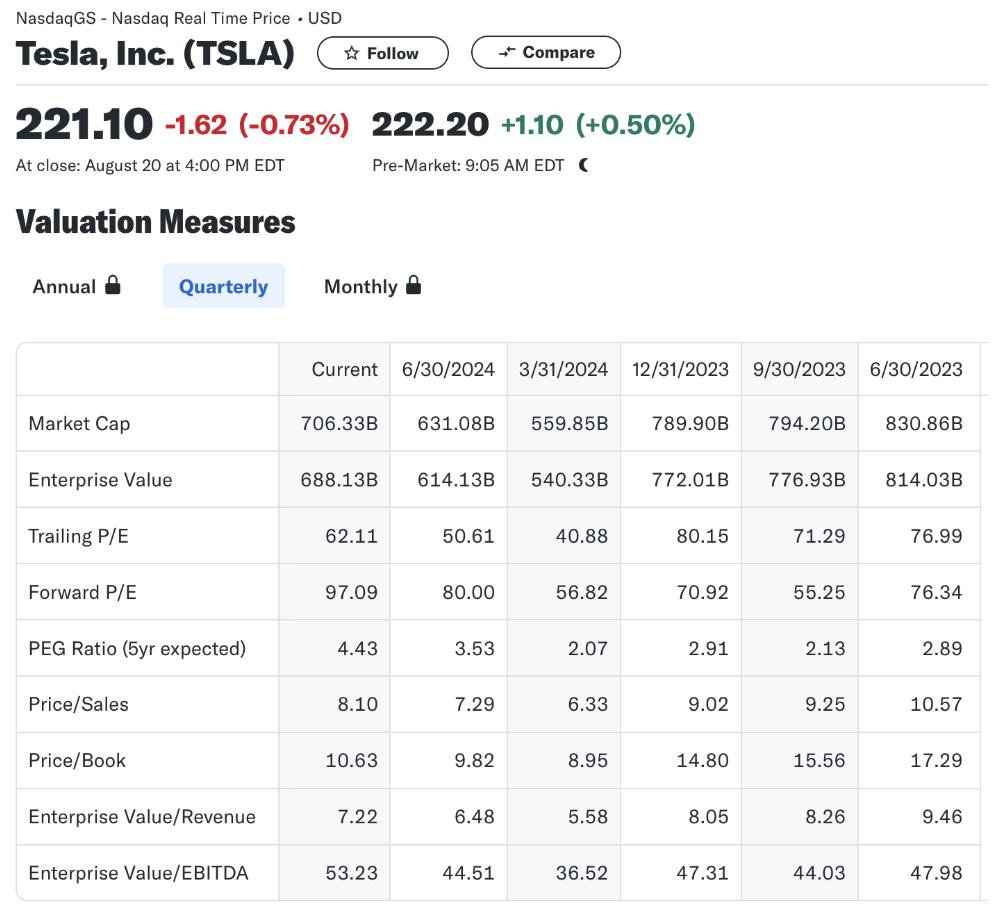 NasdaqGS - Nasdaq Real Time Price • USD
Tesla, Inc. (TSLA) Follow Compare
221.10 -1.62 (-0.73%) 222.20 +1.10 (+0.50%)
At close: August 20 at 4:00 PM EDT Pre-Market: 9:05 AM EDT
Valuation Measures
Annual Quarterly Monthly
Current 6/30/2024 3/31/2024 12/31/2023 9/30/2023 6/30/2023
Market Cap 706.33B 631.08B 559.85B 789.90B 794.20B 830.86B
Enterprise Value 688.13B 614.13B 540.33B 772.01B 776.93B 814.03B
Trailing P/E 62.11 50.61 40.88 80.15 71.29 76.99
Forward P/E 97.09 80.00 56.82 70.92 55.25 76.34
PEG Ratio (5yr expected) 4.43 3.53 2.07 2.91 2.13 2.89
Price/Sales 8.10 7.29 6.33 9.02 9.25 10.57
Price/Book 10.63 9.82 8.95 14.80 15.56 17.29
Enterprise Value/Revenue 7.22 6.48 5.58 8.05 8.26 9.46
Enterprise Value/EBITDA 53.23 44.51 36.52 47.31 44.03 47.98